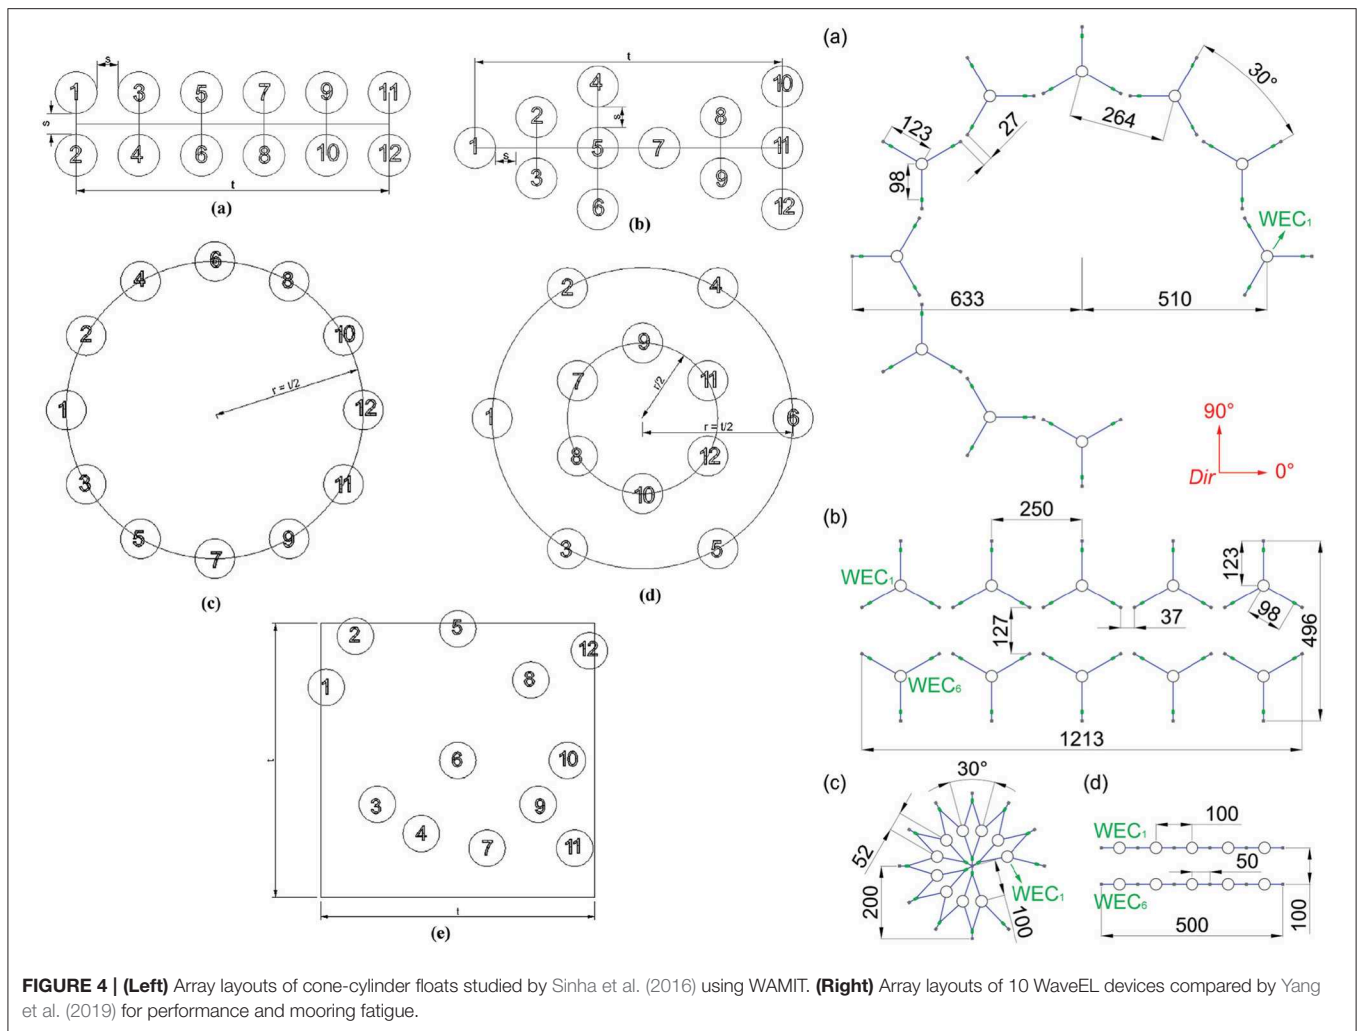 1
3
5
7
9
11
s
s
2
4
6
8
10
12
t
(a)
t
4
10
2
s
8
1
s
5
7
11
3
9
6
12
(b)
6
4
8
2
10
r = t/2
1
12
3
11
5
9
7
(c)
2
4
9
7
11
r/2
1
r = t/2
6
8
12
10
3
5
(d)
2
5
12
1
8
t
6
10
3
9
4
7
11
t
(e)
(a)
30°
264
123
27
98
WEC1
633
510
90°
Dir
0°
(b)
250
WEC1
123
98
496
127
37
WEC6
1213
(c)
30°
52
200
WEC1
100
(d)
WEC1
100
50
WEC6
500
100
FIGURE 4 | (Left) Array layouts of cone-cylinder floats studied by Sinha et al. (2016) using WAMIT. (Right) Array layouts of 10 WaveEL devices compared by Yang
et al. (2019) for performance and mooring fatigue.